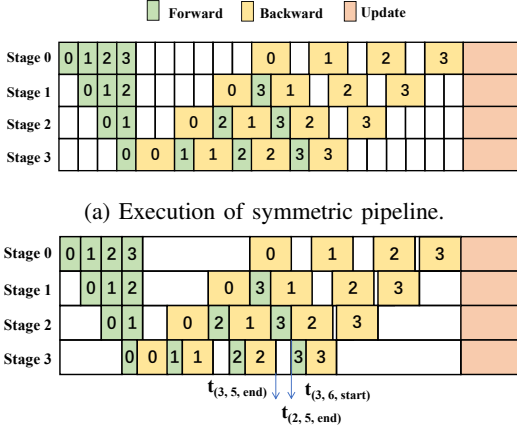 Forward Backward Update
Stage 0 0 1 2 3 0 1 2 3
Stage 1 0 1 2 0 3 1 2 3
Stage 2 0 1 0 2 1 3 2 3
Stage 3 0 0 1 1 2 2 3 3
(a) Execution of symmetric pipeline.
Stage 0 0 1 2 3 0 1 2 3
Stage 1 0 1 2 0 3 1 2 3
Stage 2 0 1 0 2 1 3 2 3
Stage 3 0 0 1 1 2 2 3 3
t(3, 5, end) t(3, 6, start)
t(2, 5, end)